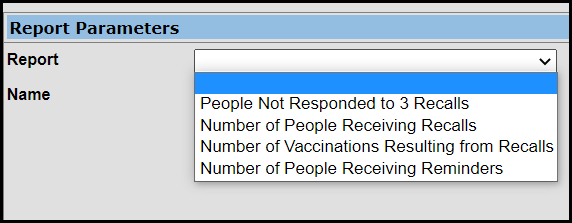 Report Parameters
Report
People Not Responded to 3 Recalls
Name
Number of People Receiving Recalls
Number of Vaccinations Resulting from Recalls
Number of People Receiving Reminders